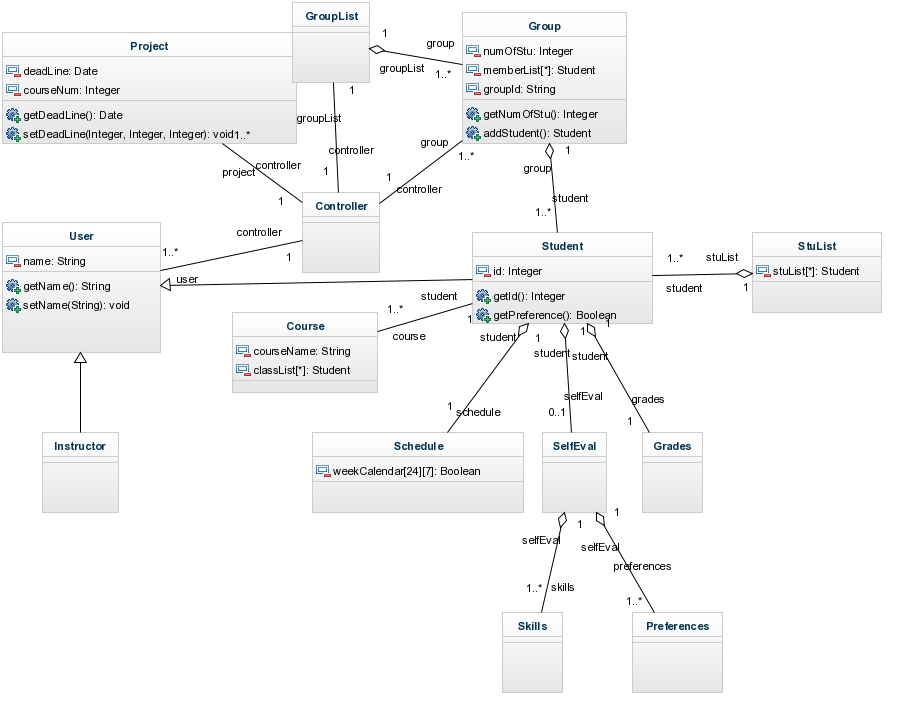 GroupList
1
group
groupList
1..*
1
groupList
controller
1
Group
numOfStu: Integer
memberList[*]: Student
groupId: String
getNumOfStu(): Integer
addStudent(): Student
Project
deadLine: Date
courseNum: Integer
getDeadLine(): Date
setDeadLine(Integer, Integer, Integer): void
1..*
project
controller
1
group
1..*
1
controller
1
group
student
1..*
Controller
controller
1..*
1
User
name: String
getName(): String
setName(String): void
user
Student
id: Integer
getId(): Integer
getPreference(): Boolean
1..*
stuList
student
1
StuList
stuList[*]: Student
student
1..*
1
course
Course
courseName: String
classList[*]: Student
student
1
student
1
student
1
1
schedule
selfEval
0..1
grades
1
Instructor
Schedule
weekCalendar[24][7]: Boolean
SelfEval
Grades
1
1
selfEval
selfEval
preferences
1..*
skills
1..*
Skills
Preferences